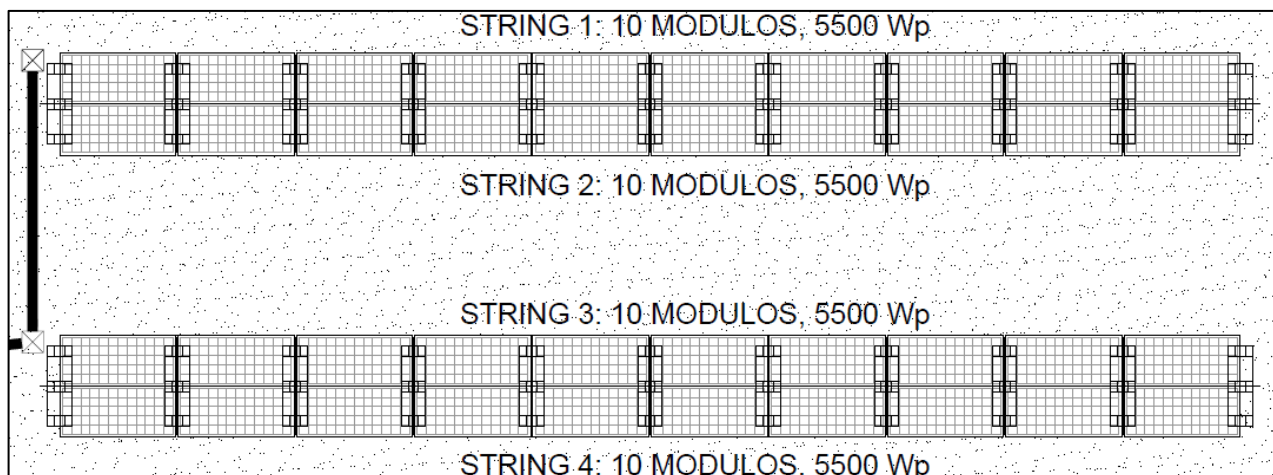 STRING 1: 10 MODULOS, 5500 Wp
STRING 2: 10 MODULOS, 5500 Wp
STRING 3: 10 MODULOS, 5500 Wp
STRING 4: 10 MODULOS, 5500 Wp